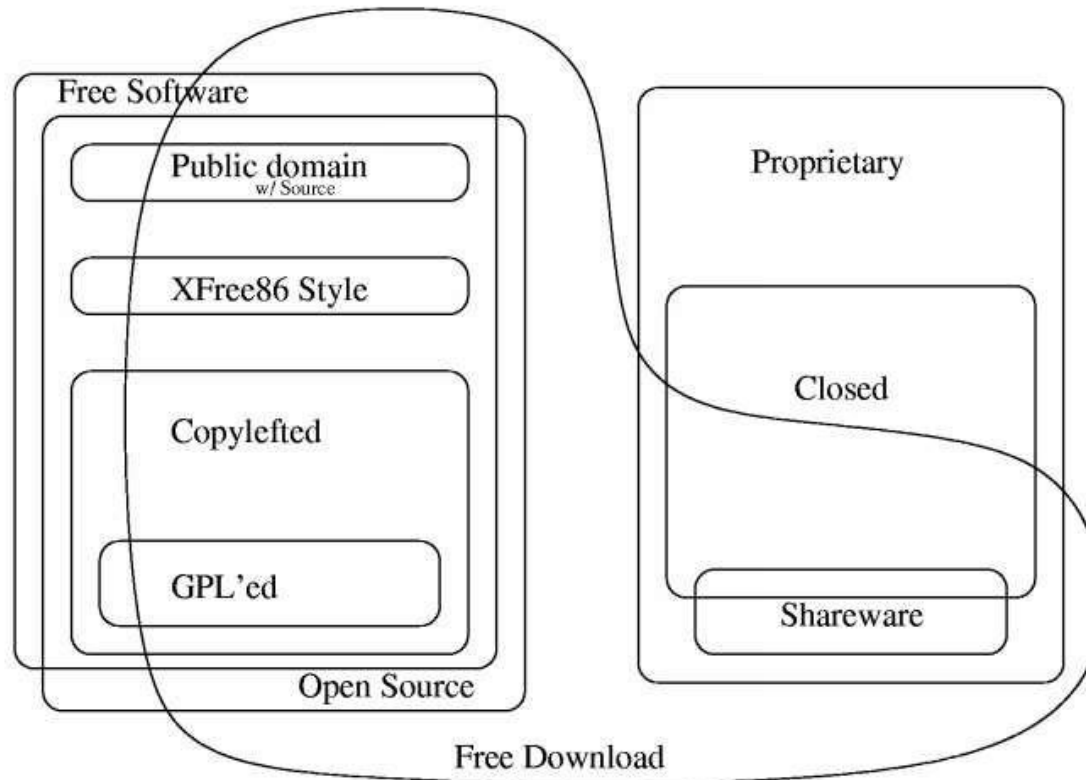 Free Software
Public domain
w/ Source
XFree86 Style
Copylefted
GPL'ed
Open Source
Proprietary
Closed
Shareware
Free Download